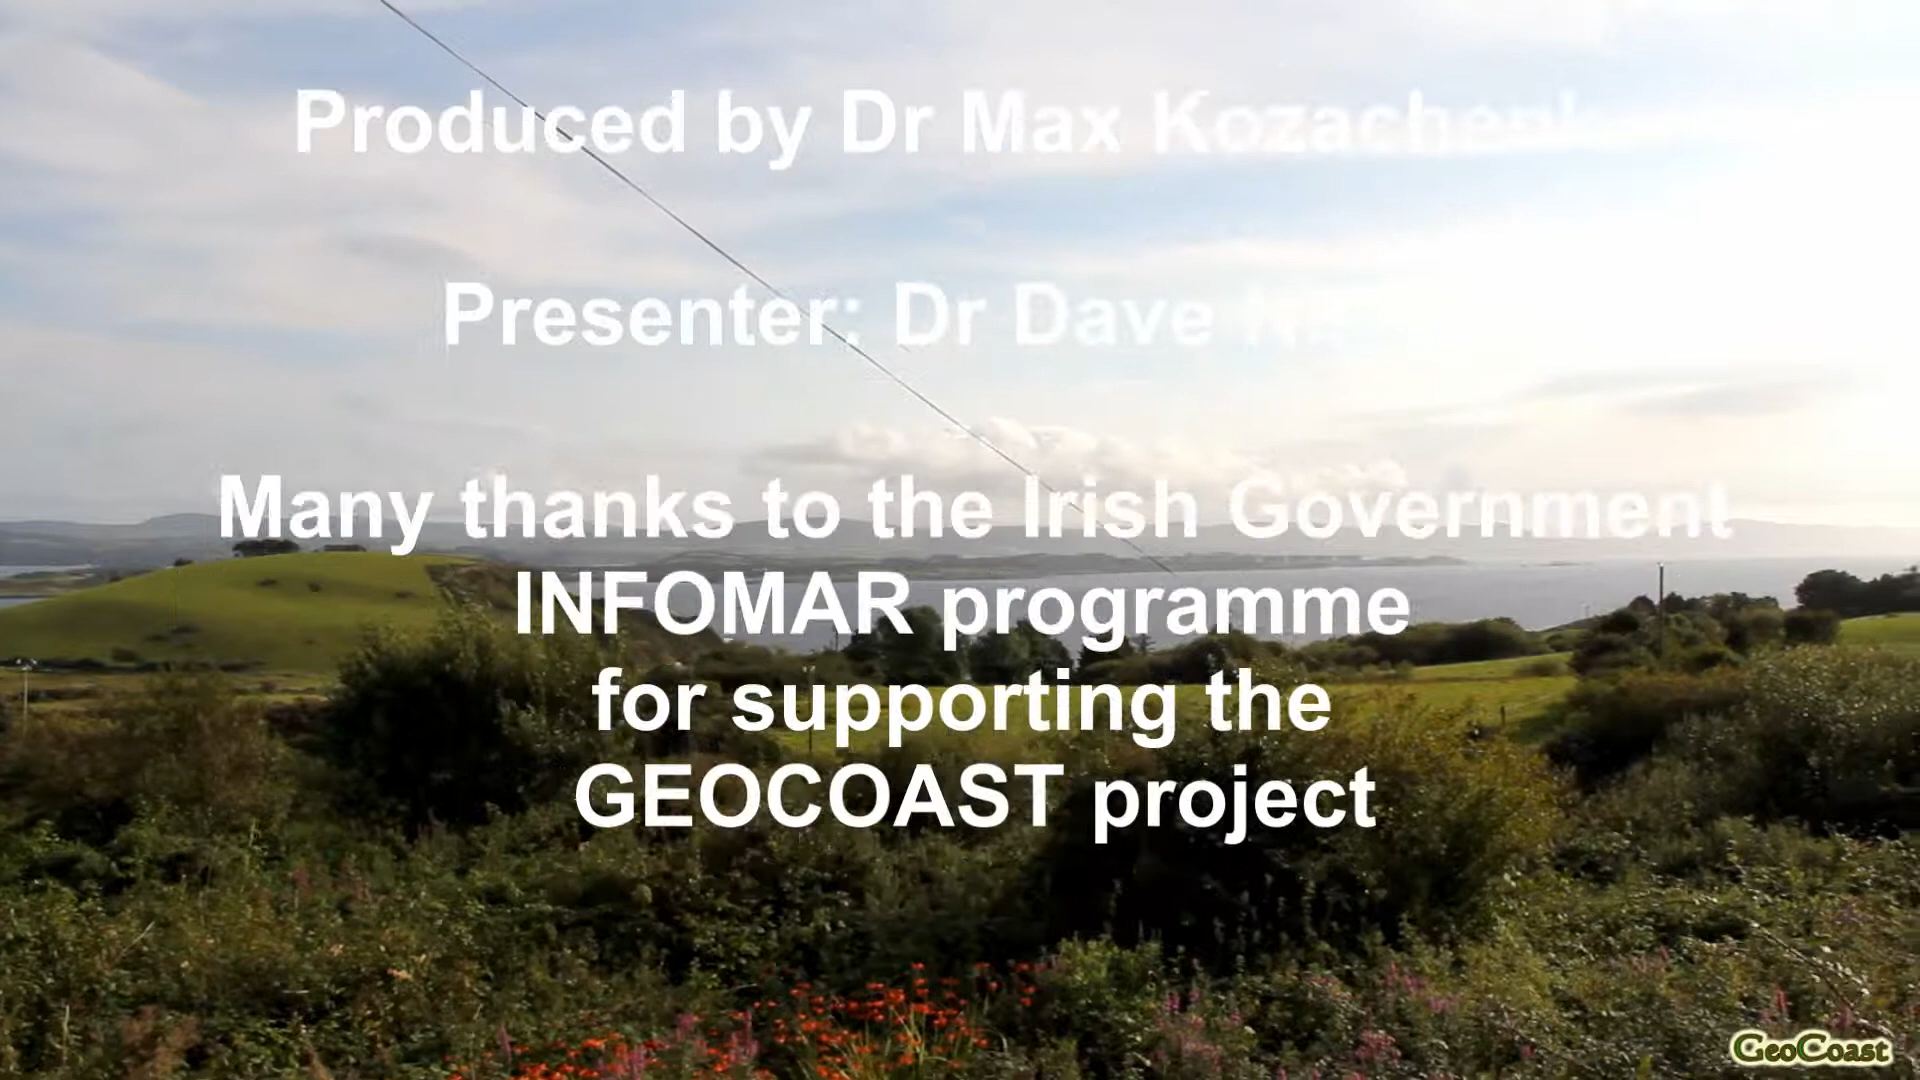 Produced by Dr Max
Presenter: Dr Dave
Many thanks to the Irish Government
INFOMAR programme
for supporting the
GEOCOAST project
GeoCoast